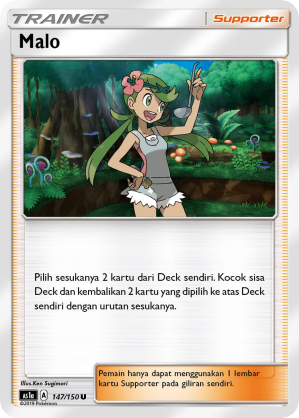 TRAINER
Supporter
Malo
Pilih sesukanya 2 kartu dari Deck sendiri. Kocok sisa
Deck dan kembalikan 2 kartu yang dipilih ke atas Deck
sendiri dengan urutan sesukanya.
Illus.Ken Sugimori
AS1a A 147/150 U
©2019 Pokémon
Pemain hanya dapat menggunakan 1 lembar
kartu Supporter pada giliran sendiri.